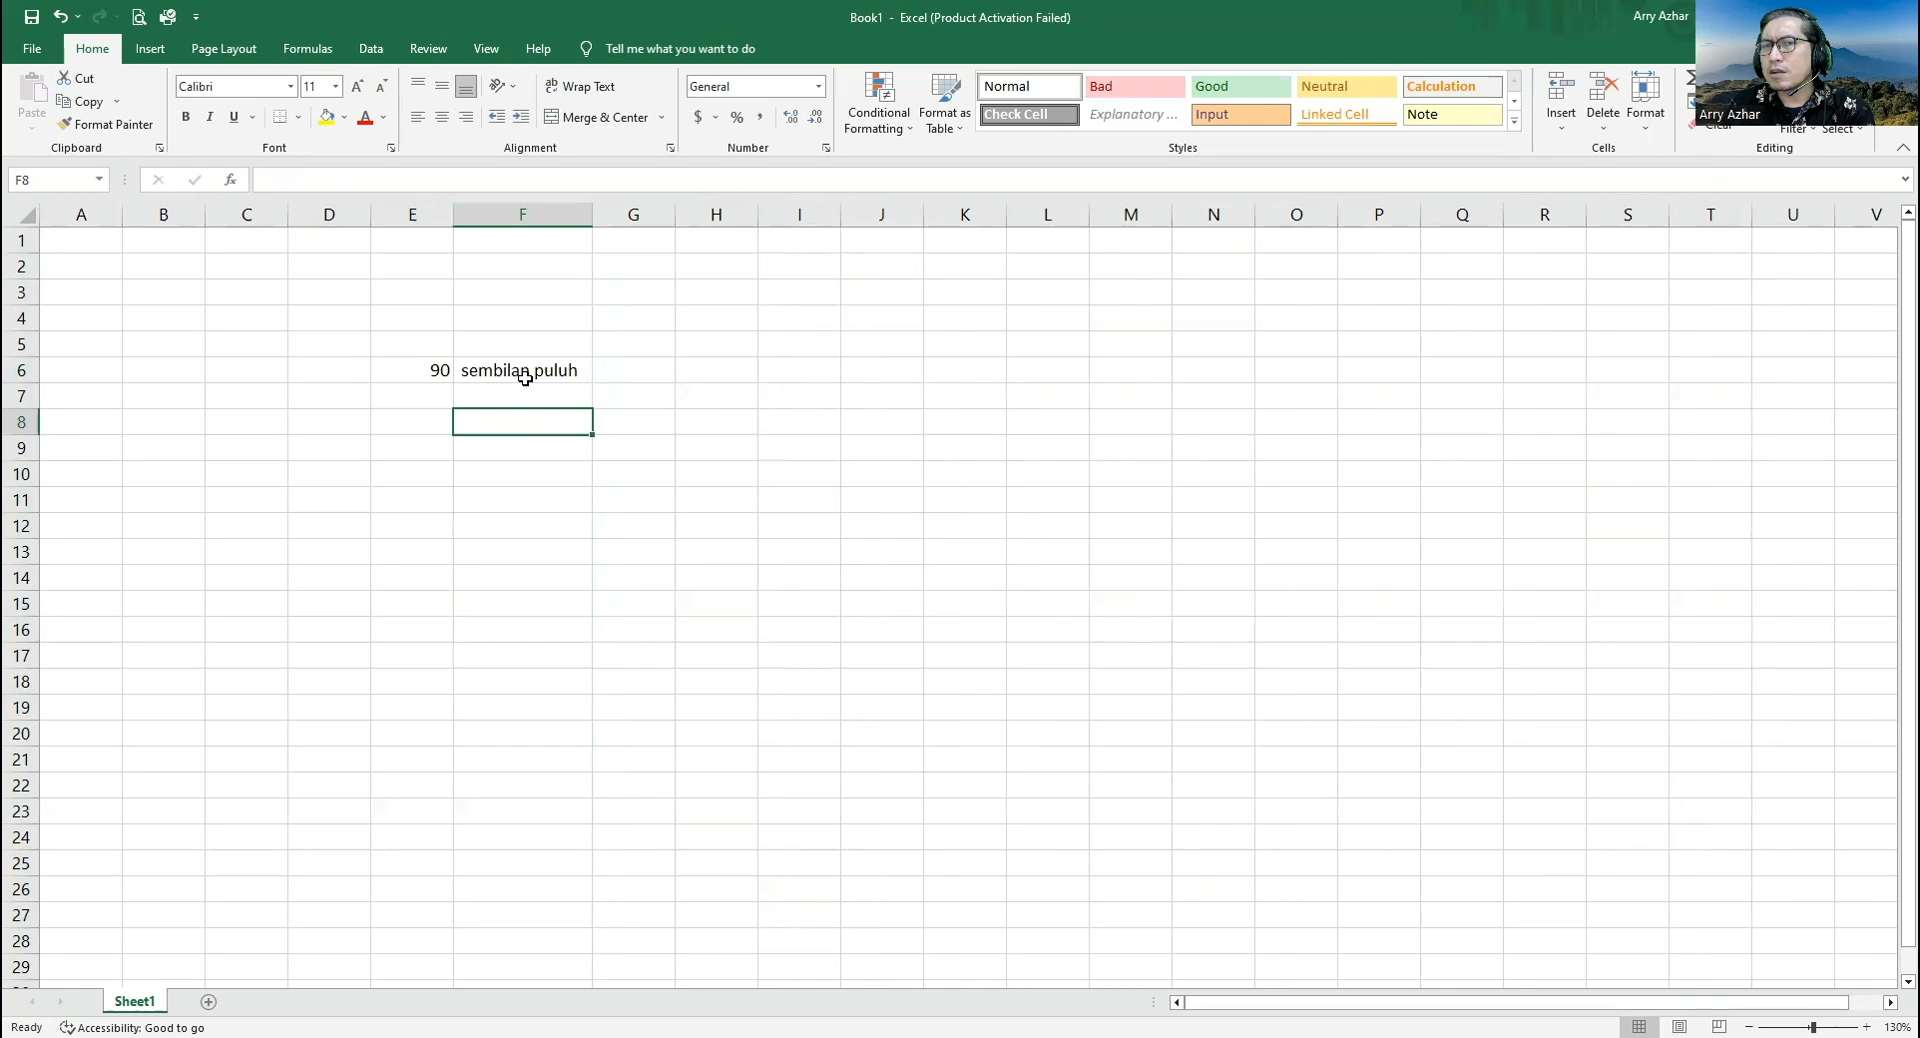 Book1 - Excel (Product Activation Failed)
Arry Azhar
File Home Insert Page Layout Formulas Data Review View Help Tell me what you want to do
Paste
Cut
Copy
Format Painter
Clipboard
Calibri 11 A A
B I U A
Font
ab Wrap Text
Merge & Center
Alignment
General
$ % ,
Number
Conditional Formatting
Format as Table
Normal Bad Good Neutral Calculation
Check Cell Explanatory ... Input Linked Cell Note
Styles
Insert Delete Format
Cells
Clear
Filter Select
Editing
Arry Azhar
F8 fx
A B C D E F G H I J K L M N O P Q R S T U V
1
2
3
4
5
6 90 sembilan puluh
7
8
9
10
11
12
13
14
15
16
17
18
19
20
21
22
23
24
25
26
27
28
29
Sheet1
Ready Accessibility: Good to go 130%